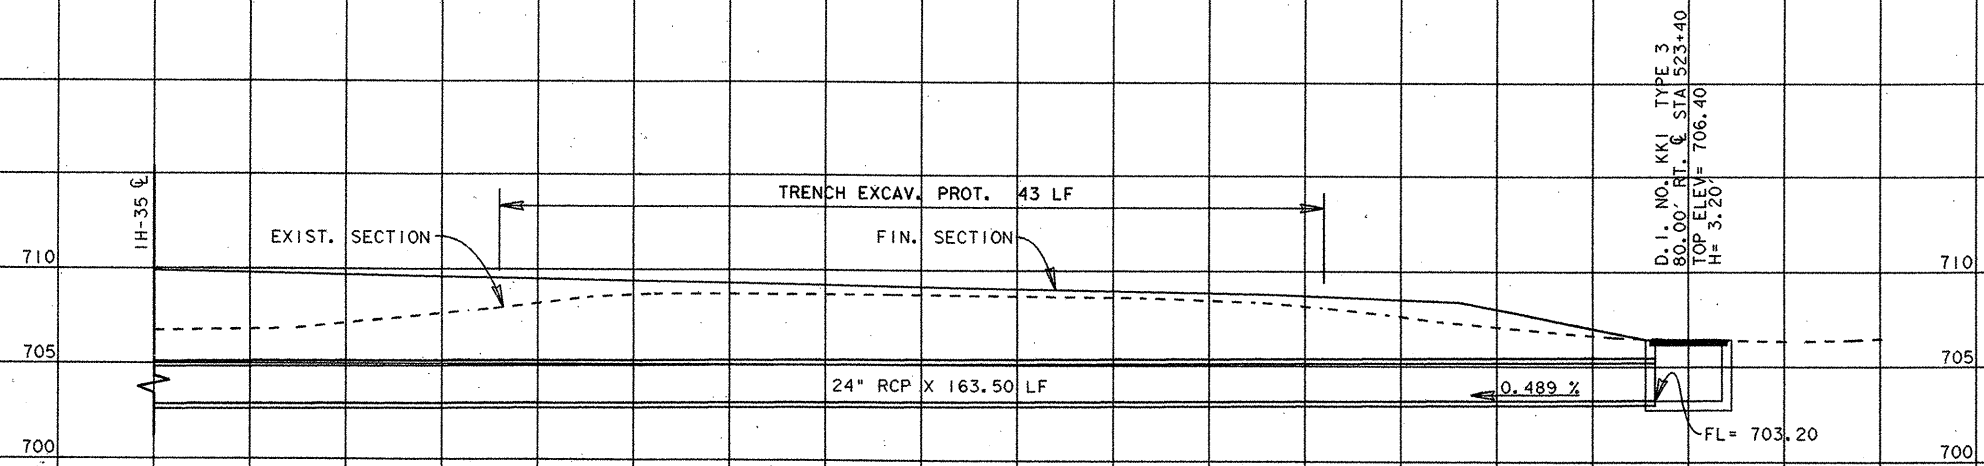 D.I. NO. KK1 TYPE 3
80.00' RT. ℄ STA 523+40
TOP ELEV= 706.40
H= 3.20'
IH-35 ℄
TRENCH EXCAV. PROT. 43 LF
EXIST. SECTION
FIN. SECTION
710
710
705
705
24" RCP X 163.50 LF
0.489 %
FL= 703.20
700
700